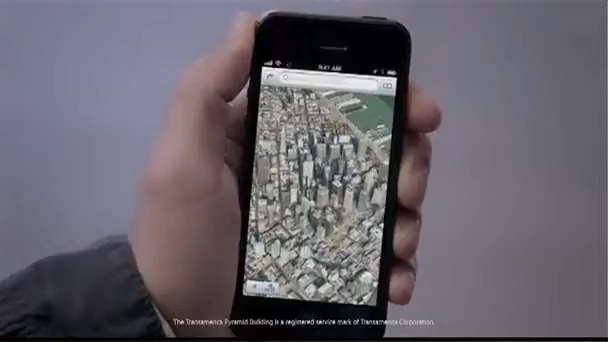 9:41 AM
The Transamerica Pyramid Building is a registered service mark of Transamerica Corporation.